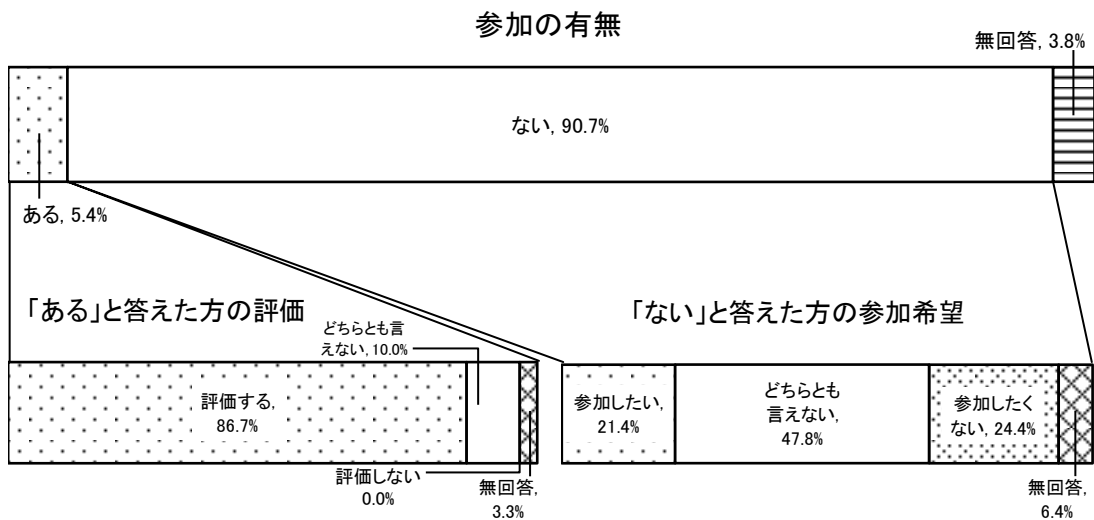 参加の有無
無回答, 3.8%
ない, 90.7%
ある, 5.4%
「ある」と答えた方の評価
「ない」と答えた方の参加希望
どちらとも言
えない, 10.0%
評価する,
86.7%
評価しない
0.0%
無回答,
3.3%
参加したい,
21.4%
どちらとも
言えない,
47.8%
参加したく
ない, 24.4%
無回答,
6.4%